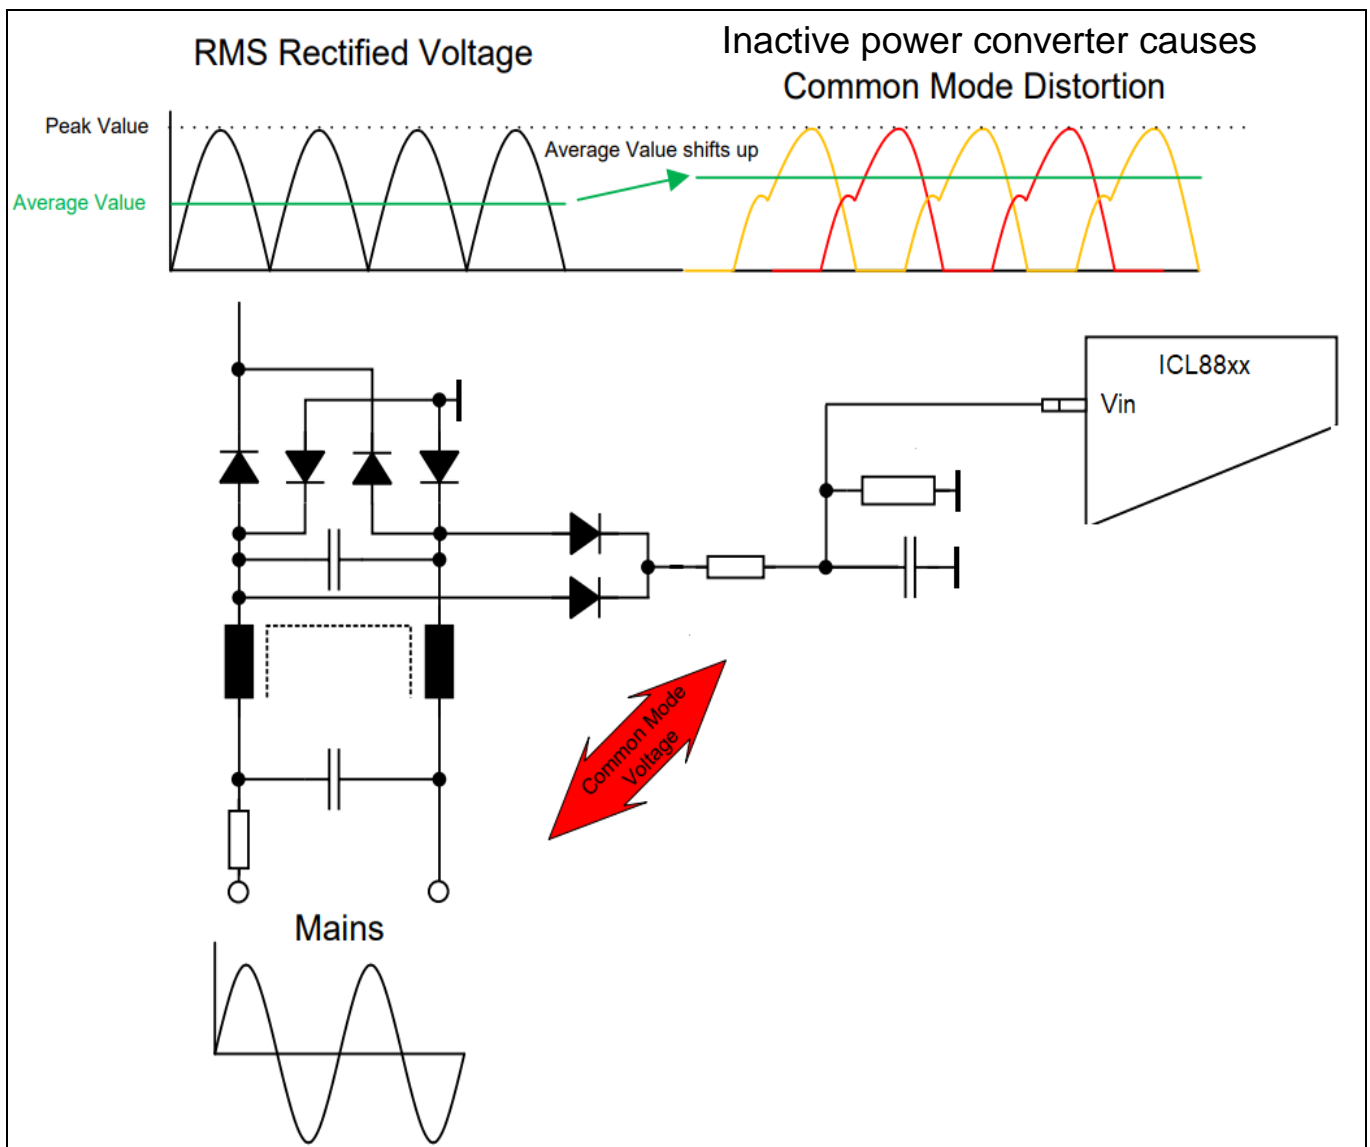 RMS Rectified Voltage
Inactive power converter causes
Common Mode Distortion
Peak Value
Average Value shifts up
Average Value
ICL88xx
Vin
Common Mode
Voltage
Mains